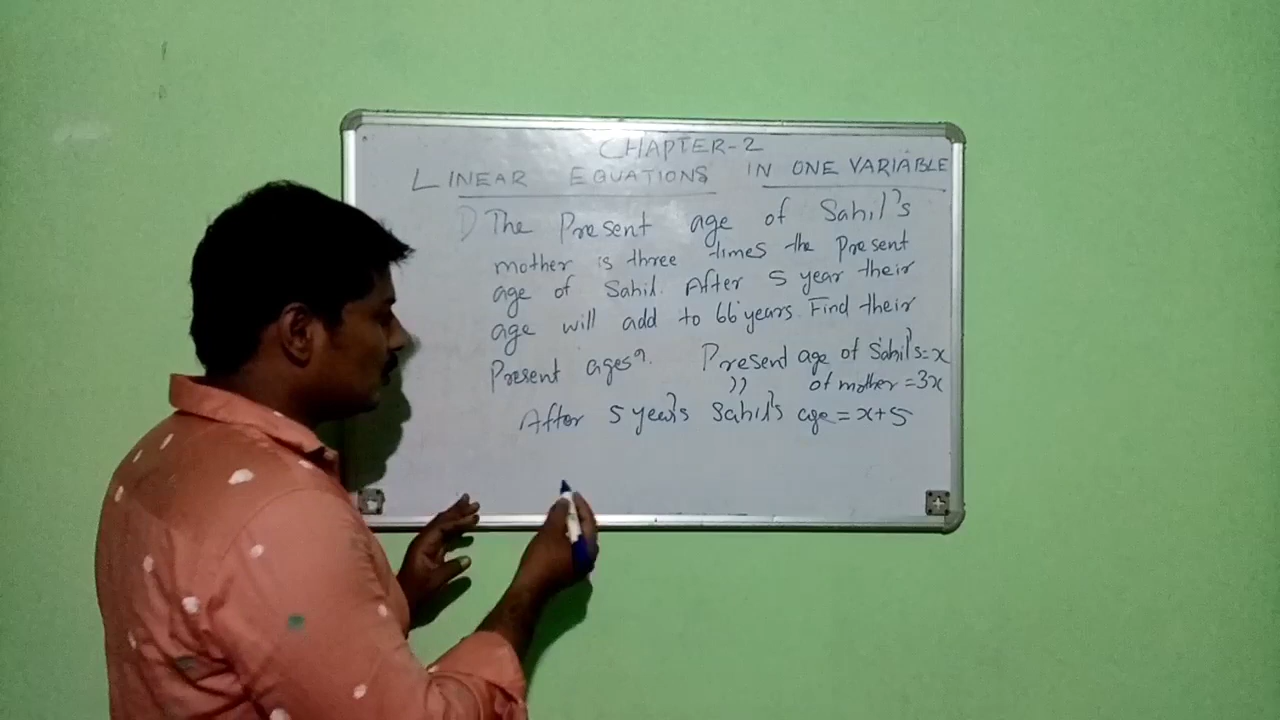 CHAPTER-2
LINEAR EQUATIONS IN ONE VARIABLE
1) The Present age of Sahil's
mother is three times the Present
age of Sahil. After 5 year their
age will add to 66 years. Find their
Present ages?. Present age of Sahil's=x
)) of mother =3x
After 5 year's Sahil's age = x+5